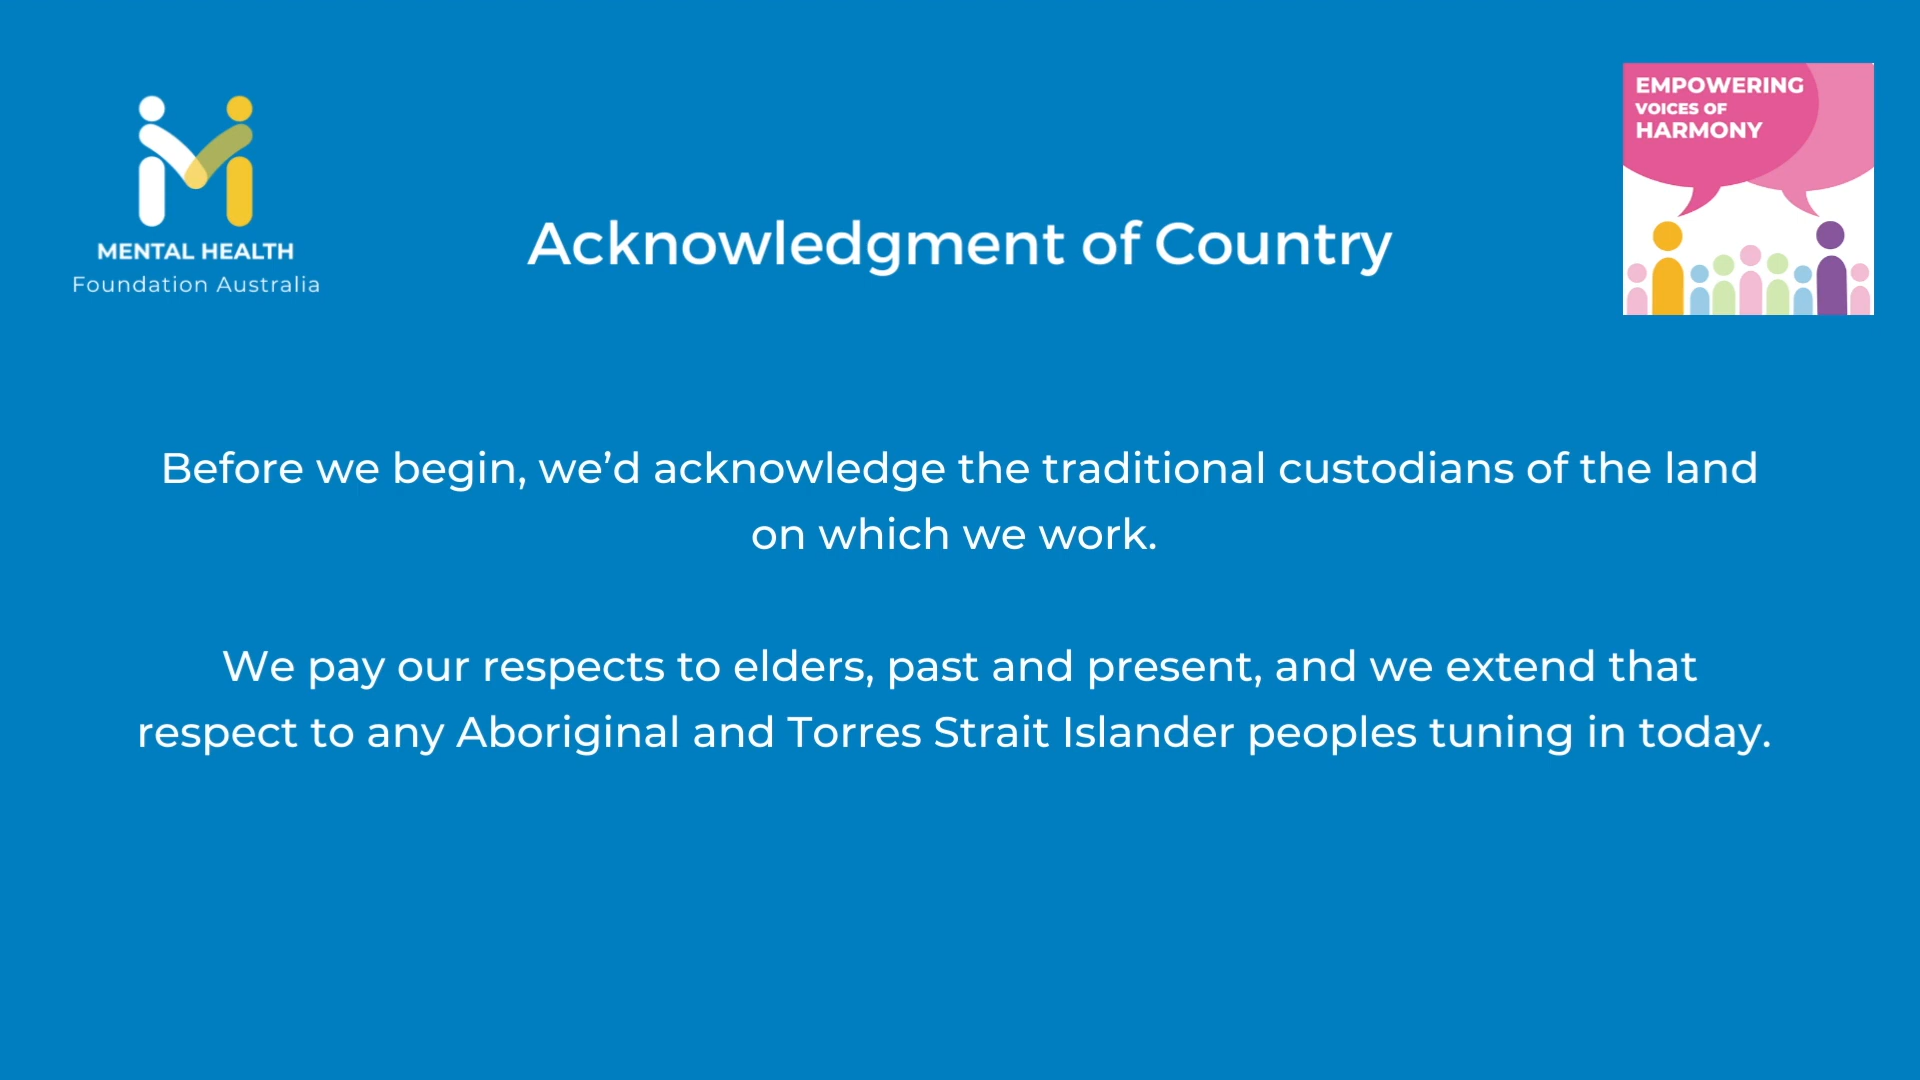 MENTAL HEALTH
Foundation Australia
EMPOWERING
VOICES OF
HARMONY
Acknowledgment of Country
Before we begin, we’d acknowledge the traditional custodians of the land
on which we work.
We pay our respects to elders, past and present, and we extend that
respect to any Aboriginal and Torres Strait Islander peoples tuning in today.